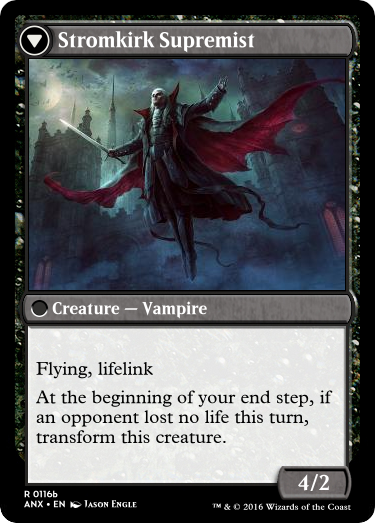 Stromkirk Supremist
Creature — Vampire
Flying, lifelink
At the beginning of your end step, if
an opponent lost no life this turn,
transform this creature.
4/2
R 0116b
ANX • EN JASON ENGLE
™ & © 2016 Wizards of the Coast